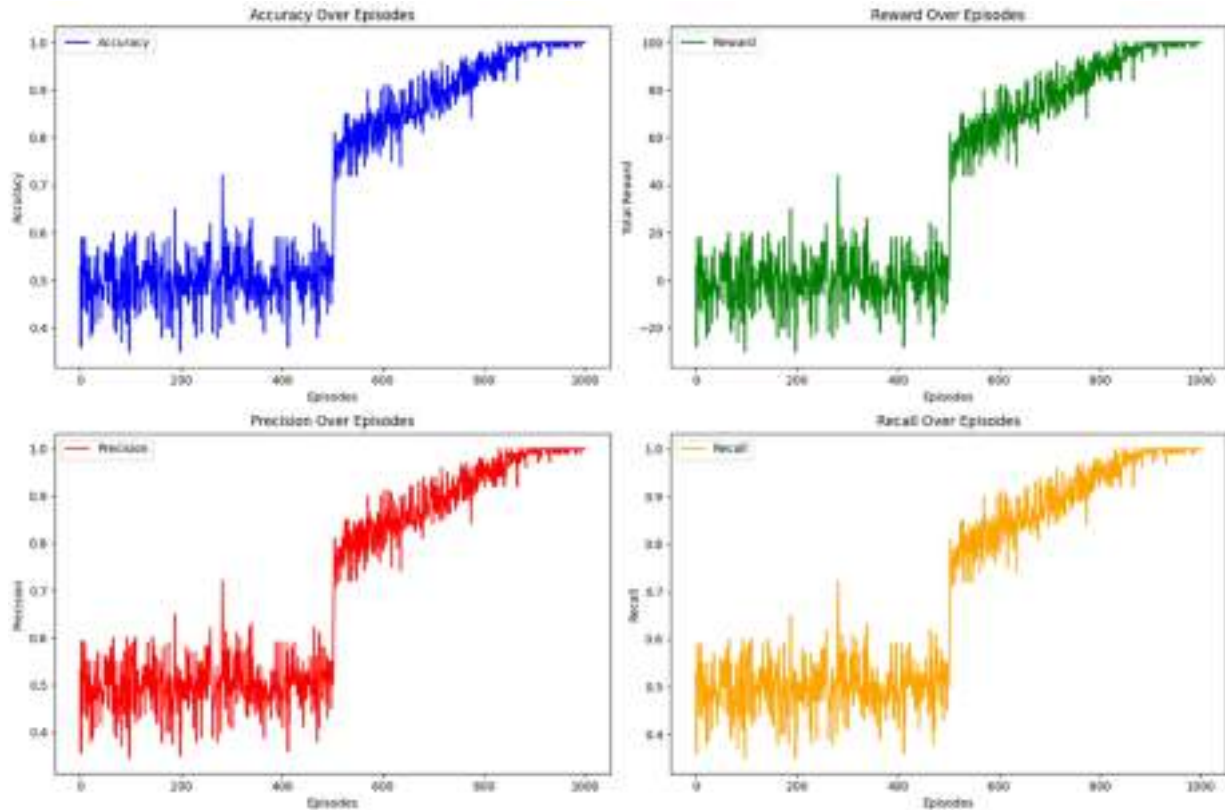 Accuracy Over Episodes
Accuracy
1.0
0.9
0.8
0.7
0.6
0.5
0.4
Accuracy
0 200 400 600 800 1000
Episodes
Reward Over Episodes
Reward
100
80
60
40
20
0
−20
Total Reward
0 200 400 600 800 1000
Episodes
Precision Over Episodes
Precision
1.0
0.9
0.8
0.7
0.6
0.5
0.4
Precision
0 200 400 600 800 1000
Episodes
Recall Over Episodes
Recall
1.0
0.9
0.8
0.7
0.6
0.5
0.4
Recall
0 200 400 600 800 1000
Episodes